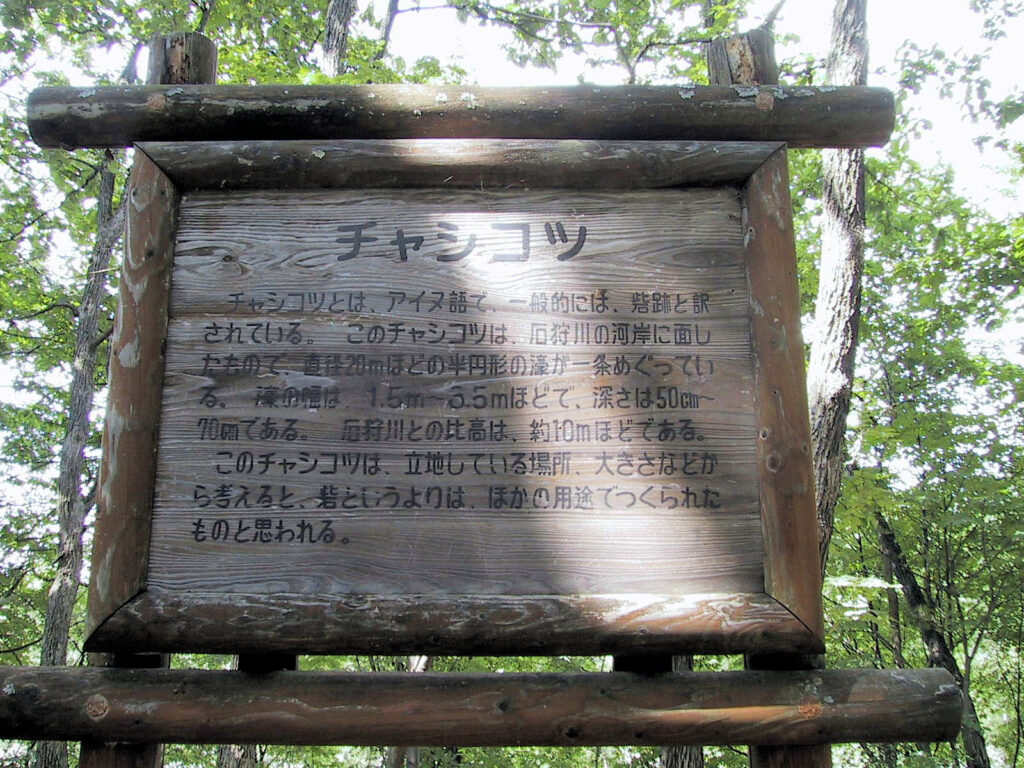 チャシコツ
チャシコツとは、アイヌ語で、一般的には、砦跡と訳
されている。 このチャシコツは、石狩川の河岸に面し
たもので、直径20mほどの半円形の濠が一条めぐってい
る。 濠の幅は、1.5m〜3.5mほどで、深さは50cm〜
70cmである。 石狩川との比高は、約10mほどである。
このチャシコツは、立地している場所、大きさなどか
ら考えると、砦というよりは、ほかの用途でつくられた
ものと思われる。